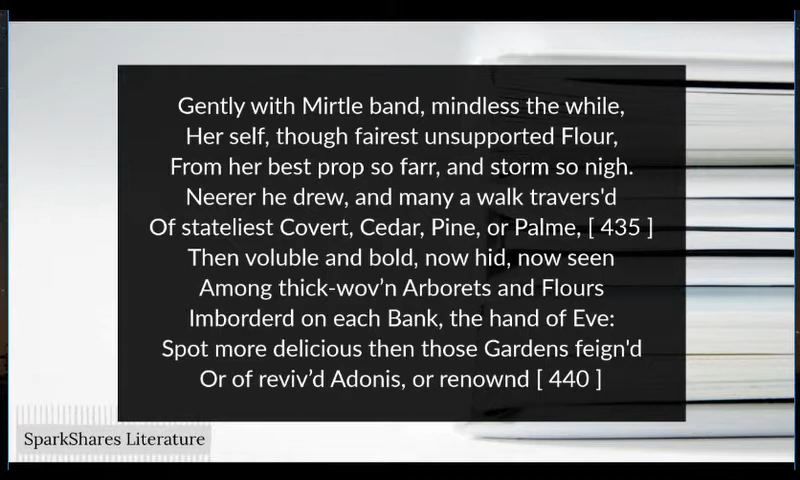 Gently with Mirtle band, mindless the while,
Her self, though fairest unsupported Flour,
From her best prop so farr, and storm so nigh.
Neerer he drew, and many a walk travers'd
Of stateliest Covert, Cedar, Pine, or Palme, [ 435 ]
Then voluble and bold, now hid, now seen
Among thick-wov’n Arborets and Flours
Imborderd on each Bank, the hand of Eve:
Spot more delicious then those Gardens feign'd
Or of reviv’d Adonis, or renownd [ 440 ]
SparkShares Literature